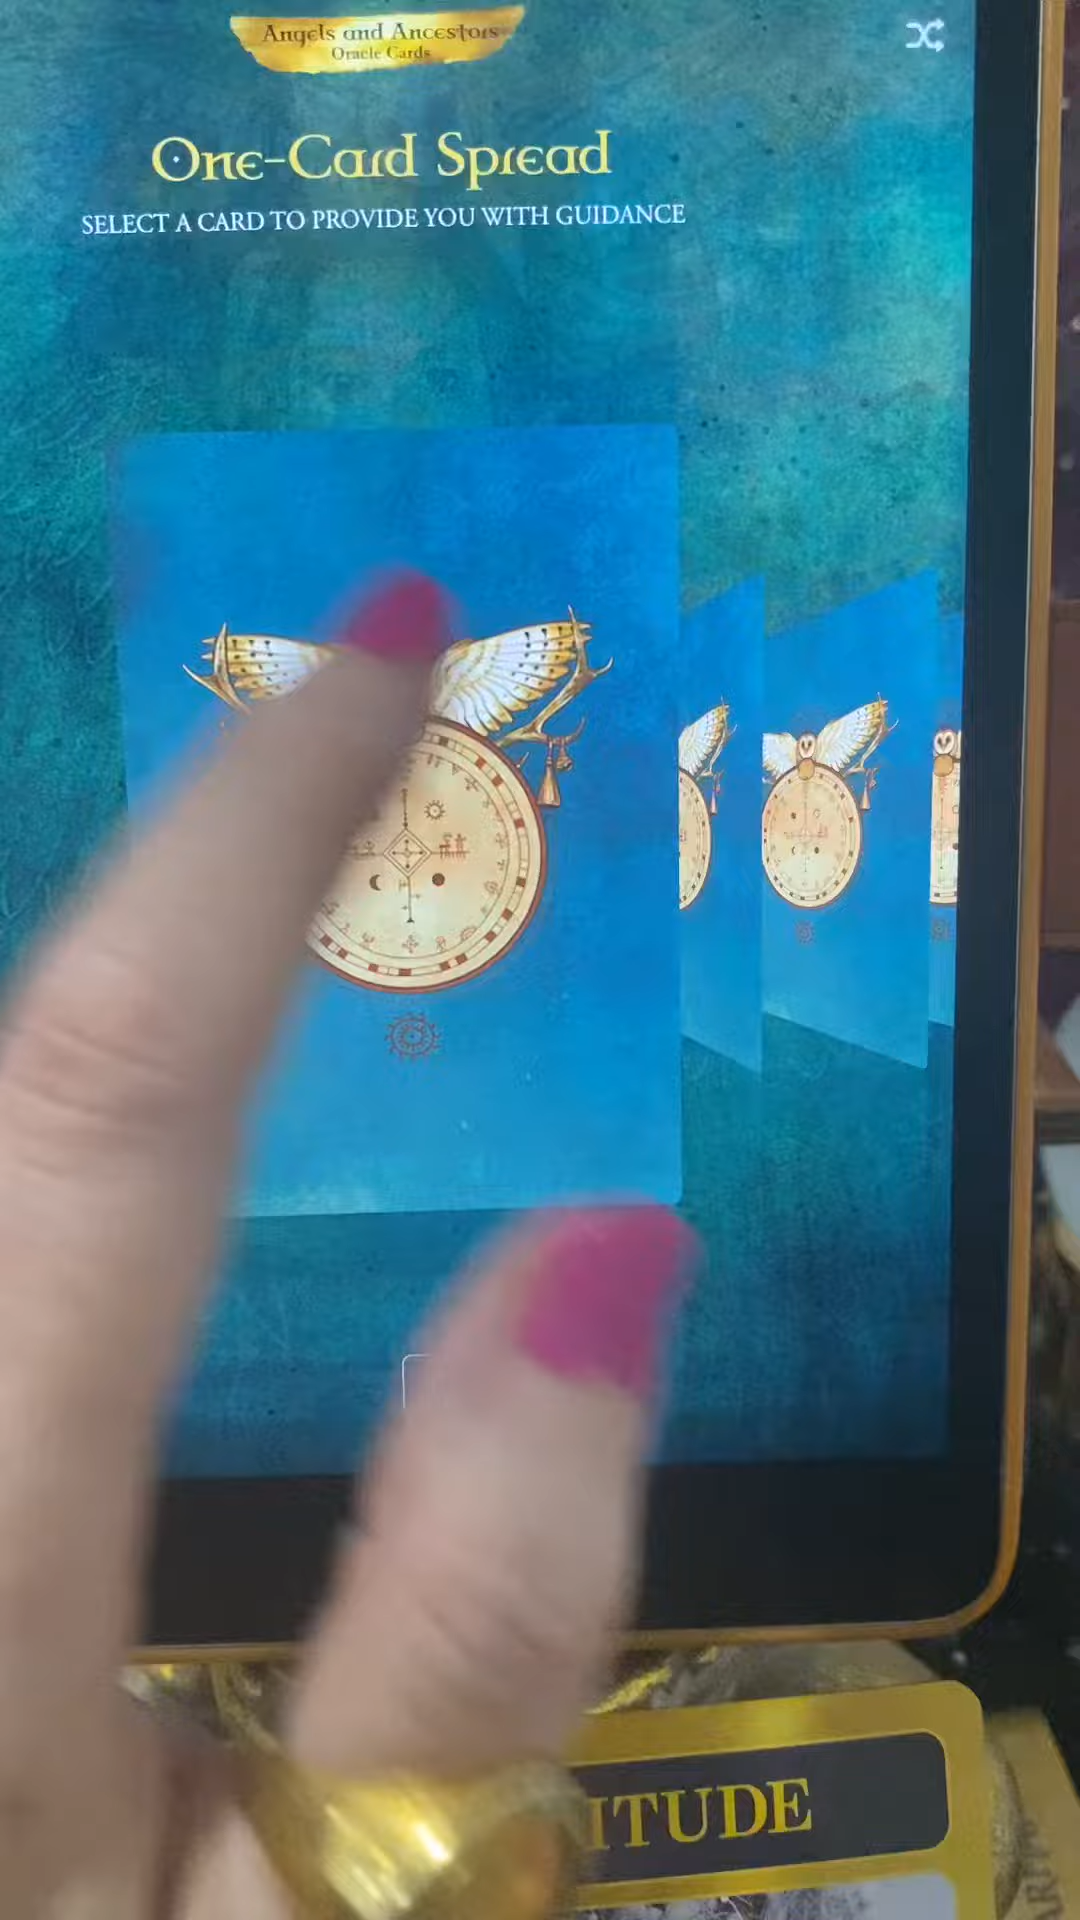 Angels and Ancestors
Oracle Cards
One-Card Spread
SELECT A CARD TO PROVIDE YOU WITH GUIDANCE
ITUDE